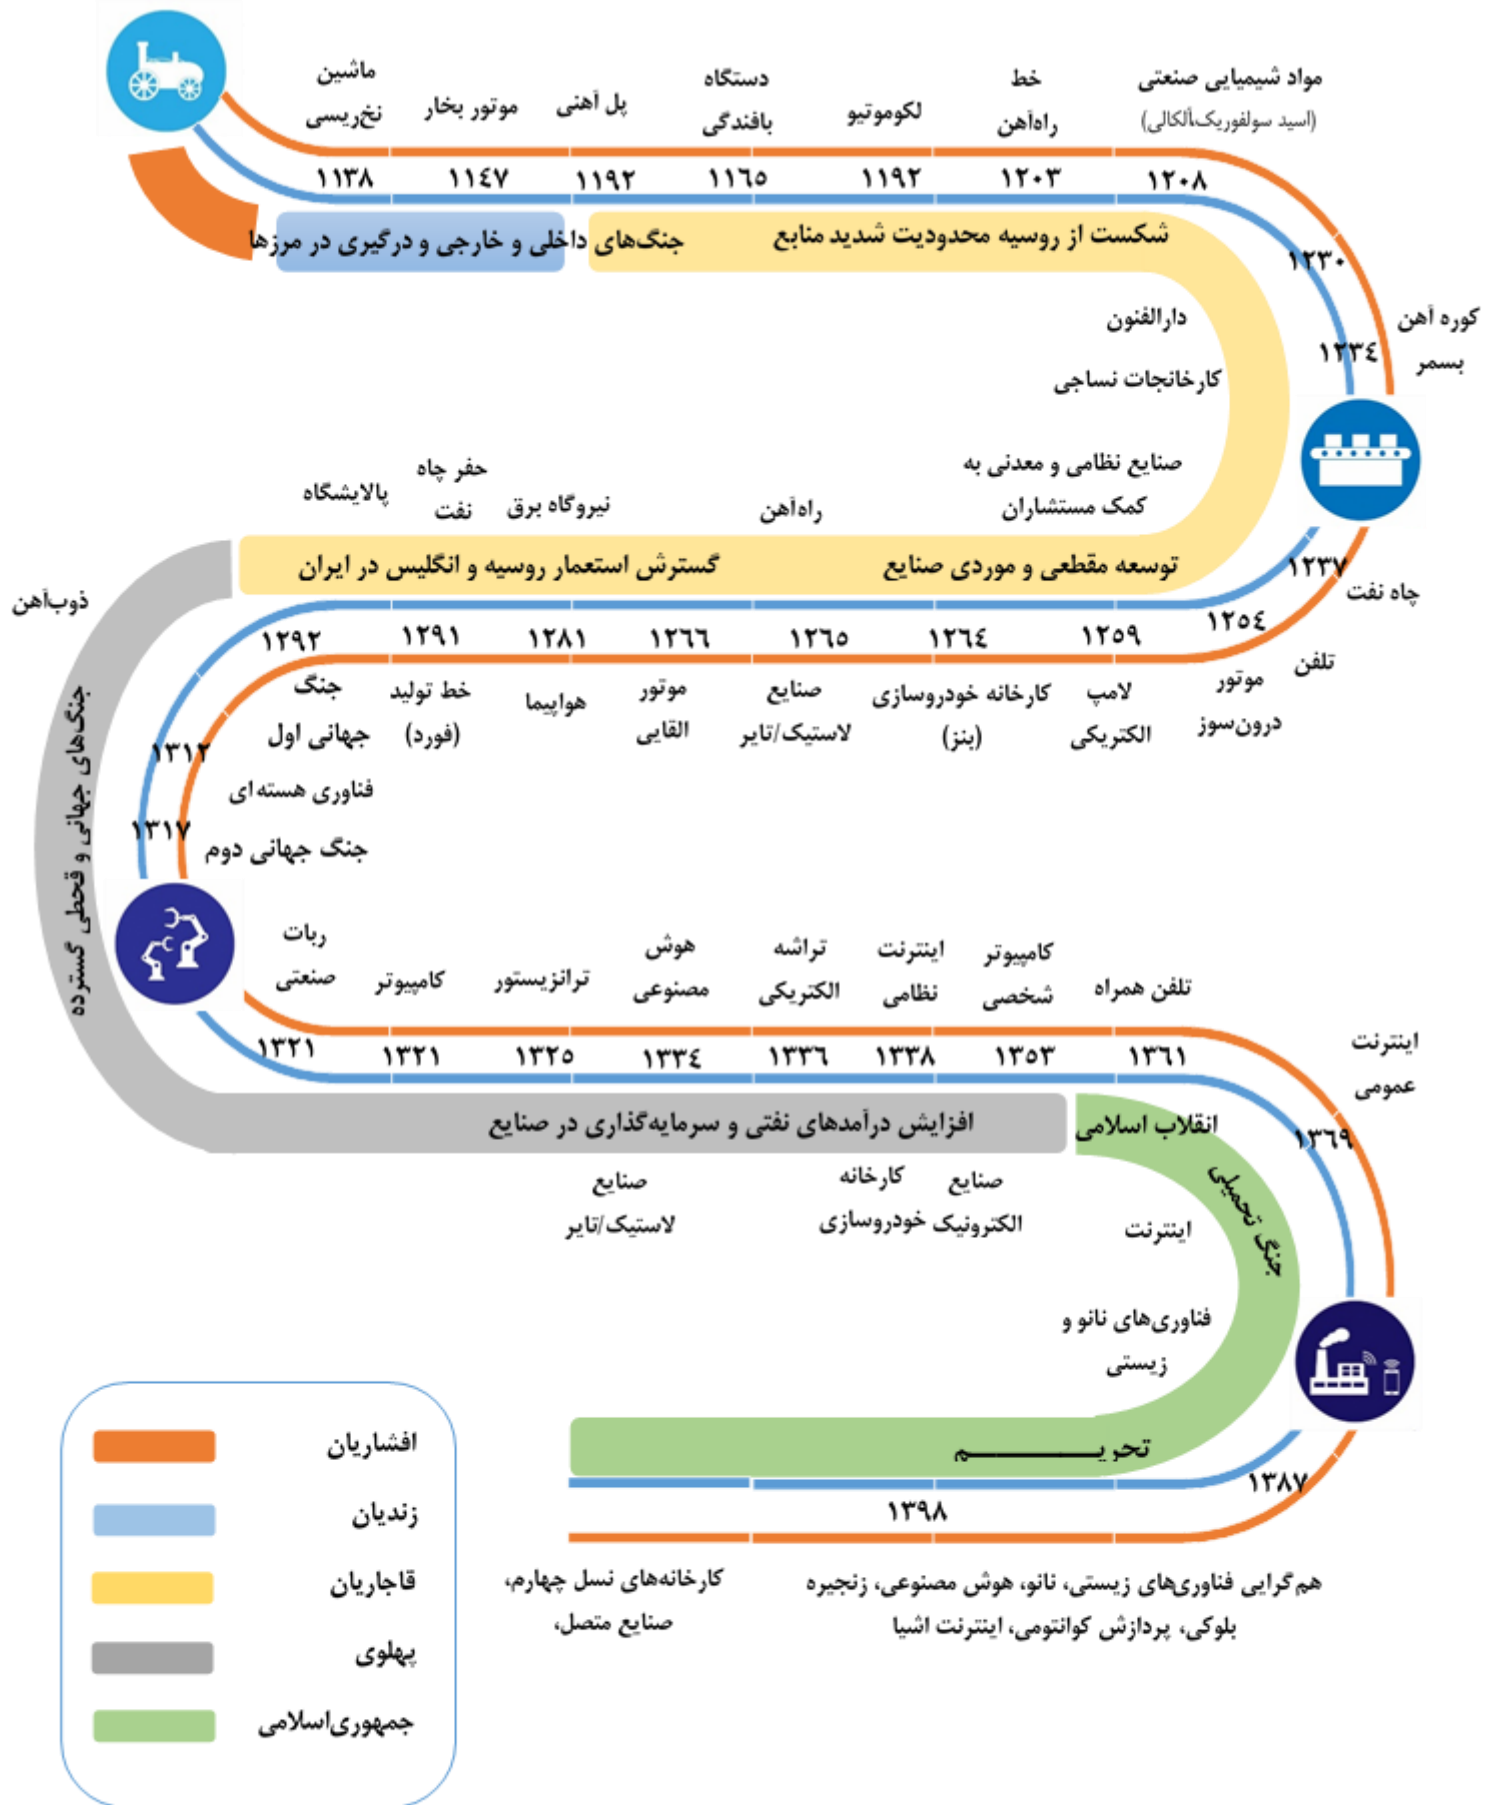 ماشین
نخ‌ریسی
موتور بخار
پل آهنی
دستگاه
بافندگی
لکوموتیو
خط
راه‌آهن
مواد شیمیایی صنعتی
(اسید سولفوریک،آلکالی)
۱۱۳۸
۱۱٤۷
۱۱۹۲
۱۱٦٥
۱۱۹۲
۱۲۰۳
۱۲۰۸
جنگ‌های داخلی و خارجی و درگیری در مرزها
شکست از روسیه محدودیت شدید منابع
۱۲۳۰
۱۲۳٤
کوره آهن
بسمر
دارالفنون
کارخانجات نساجی
صنایع نظامی و معدنی به
کمک مستشاران
راه‌آهن
نیروگاه برق
حفر چاه
نفت
پالایشگاه
توسعه مقطعی و موردی صنایع
گسترش استعمار روسیه و انگلیس در ایران
ذوب‌آهن
۱۲۳۷
چاه نفت
۱۲٥٤
تلفن
۱۲٥۹
۱۲٦٤
۱۲٦٥
۱۲٦٦
۱۲۸۱
۱۲۹۱
۱۲۹۲
موتور
درون‌سوز
لامپ
الکتریکی
کارخانه خودروسازی
(بنز)
صنایع
لاستیک/تایر
موتور
القایی
هواپیما
خط تولید
(فورد)
جنگ
جهانی اول
جنگ‌های جهانی و قحطی گسترده
۱۳۱۲
فناوری هسته ای
۱۳۱۷
جنگ جهانی دوم
ربات
صنعتی
کامپیوتر
ترانزیستور
هوش
مصنوعی
تراشه
الکتریکی
اینترنت
نظامی
کامپیوتر
شخصی
تلفن همراه
اینترنت
عمومی
۱۳۲۱
۱۳۲۱
۱۳۲٥
۱۳۳٤
۱۳۳٦
۱۳۳۸
۱۳٥۳
۱۳٦۱
۱۳٦۹
افزایش درآمدهای نفتی و سرمایه‌گذاری در صنایع
انقلاب اسلامی
جنگ تحمیلی
صنایع
لاستیک/تایر
کارخانه
خودروسازی
صنایع
الکترونیک
اینترنت
فناوری‌های نانو و
زیستی
تحریـــــــــــــم
۱۳۸۷
۱۳۹۸
هم‌گرایی فناوری‌های زیستی، نانو، هوش مصنوعی، زنجیره
بلوکی، پردازش کوانتومی، اینترنت اشیا
کارخانه‌های نسل چهارم،
صنایع متصل،
افشاریان
زندیان
قاجاریان
پهلوی
جمهوری‌اسلامی